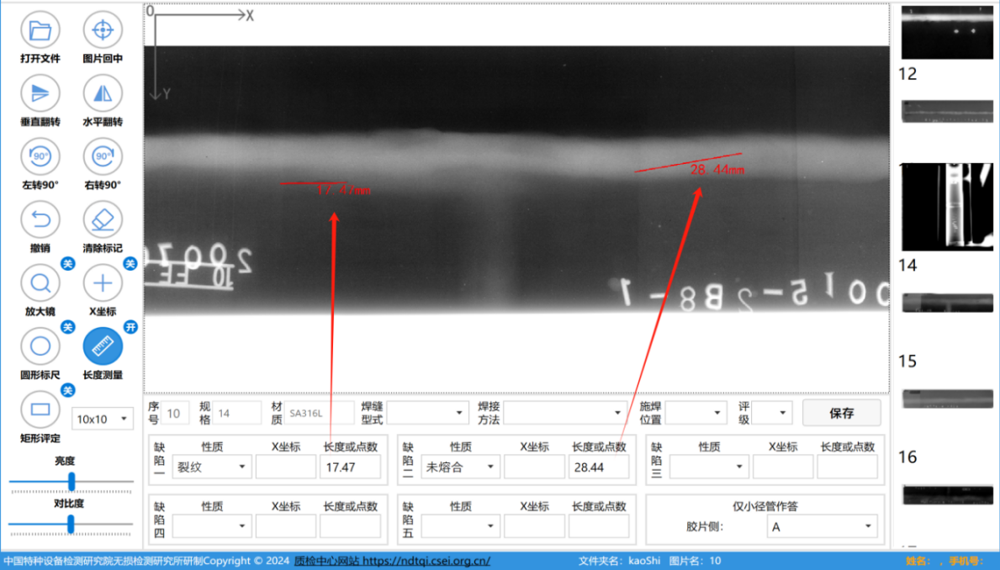 0
X
Y
打开文件
图片回中
垂直翻转
水平翻转
90°
90°
左转90°
右转90°
撤销
清除标记
关
关
放大镜
X坐标
关
开
圆形标尺
长度测量
关
矩形评定
10x10
亮度
对比度
17.47mm
28.44mm
序号
10
规格
14
材质
SA316L
焊缝型式
焊接方法
施焊位置
评级
保存
缺陷一
性质
X坐标
长度或点数
裂纹
17.47
缺陷二
性质
X坐标
长度或点数
未熔合
28.44
缺陷三
性质
X坐标
长度或点数
缺陷四
性质
X坐标
长度或点数
缺陷五
性质
X坐标
长度或点数
仅小径管作答
胶片侧:
A
12
14
15
16
中国特种设备检测研究院无损检测研究所研制Copyright © 2024 质检中心网站 https://ndtqi.csei.org.cn/
文件夹名: kaoShi 图片名: 10
姓名: , 手机号: